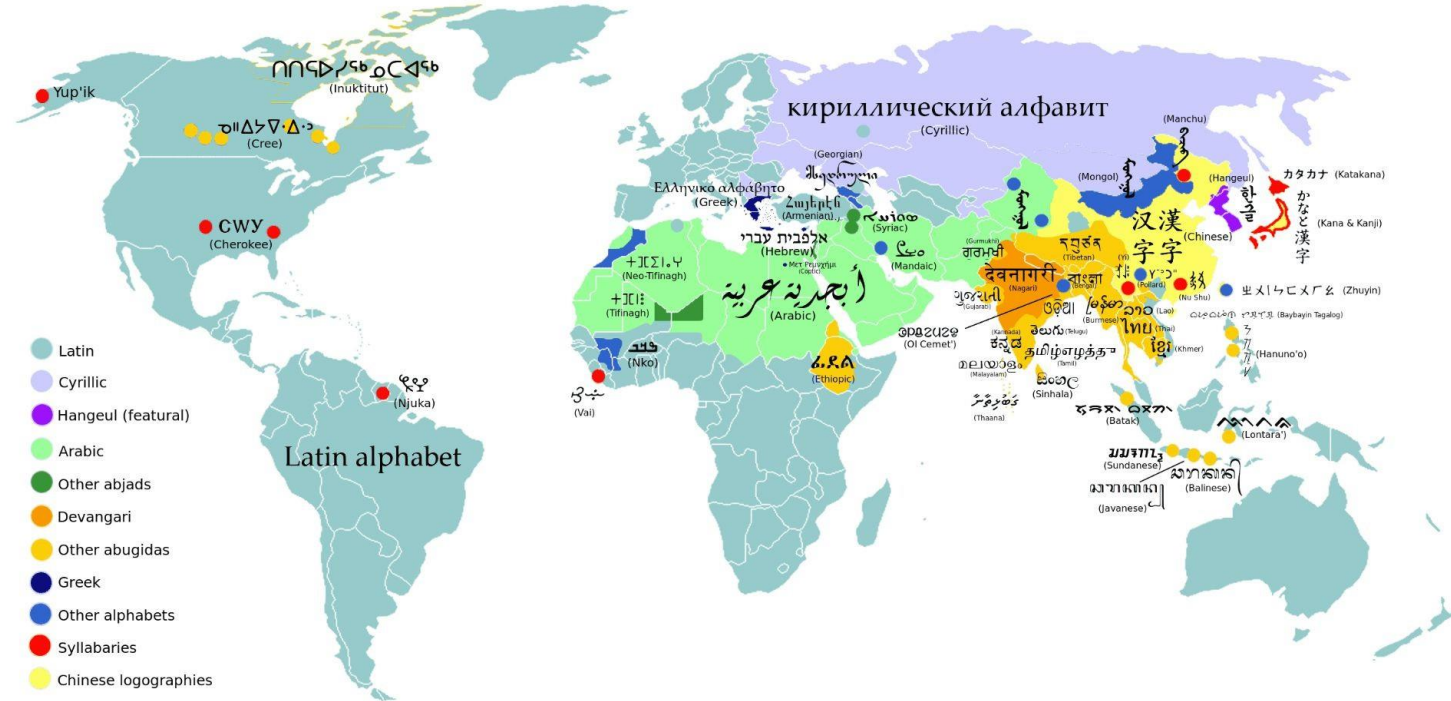 Yup'ik
ᑎᑎᕋᐅᓯᖅᓄᑕᐊᖅ
(Inuktitut)
(Cree)
ᏣᎳᎩ
(Cherokee)
(Njuka)
Latin alphabet
кириллический алфавит
(Cyrillic)
(Georgian)
მხედრული
Ελληνικό αλφάβητο
(Greek)
Հայերէն
(Armenian)
(Syriac)
אלפבית עברי
(Hebrew)
(Coptic)
(Mandaic)
(Neo-Tifinagh)
(Tifinagh)
أبجدية عربية
(Arabic)
(Nko)
(Vai)
ፊደል
(Ethiopic)
(Mongol)
(Manchu)
(Hangeul)
한글
カタカナ (Katakana)
かなと漢字
(Kana & Kanji)
汉漢
字字
(Chinese)
(Gurmukhi)
ਗੁਰਮੁਖੀ
(Tibetan)
देवनागरी
(Nagari)
বাংলা
(Bengal)
(Yi)
(Pollard)
(Nu Shu)
ㄓㄨㄧㄣㄈㄨㄏㄠ (Zhuyin)
(Baybayin Tagalog)
(Hanuno'o)
ગુજરાતી
(Gujarati)
(Ol Cemet')
ଓଡ଼ିଆ
(Burmese)
ລາວ
(Lao)
ไทย
(Thai)
ខ្មែរ
(Khmer)
(Kannada)
ಕನ್ನಡ
తెలుగు
(Telugu)
தமிழ்எழுத்து
(Tamil)
മലയാളം
(Malayalam)
සිංහල
(Sinhala)
(Thaana)
(Batak)
(Lontara')
(Sundanese)
(Balinese)
(Javanese)
Latin
Cyrillic
Hangeul (featural)
Arabic
Other abjads
Devangari
Other abugidas
Greek
Other alphabets
Syllabaries
Chinese logographies